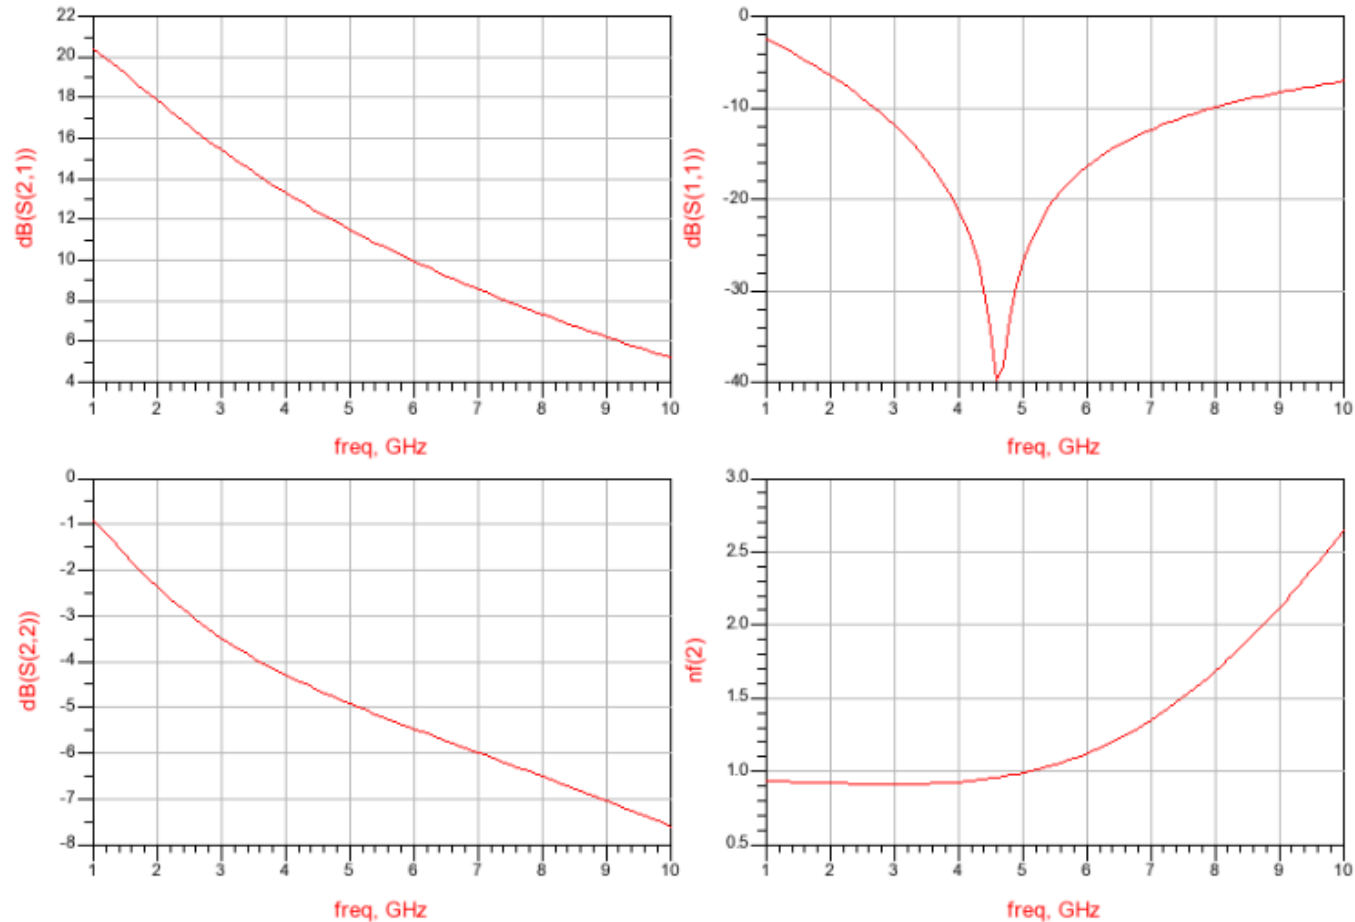 dB(S(2,1))
22
20
18
16
14
12
10
8
6
4
1 2 3 4 5 6 7 8 9 10
freq, GHz
dB(S(1,1))
-0
-10
-20
-30
-40
1 2 3 4 5 6 7 8 9 10
freq, GHz
dB(S(2,2))
0
-1
-2
-3
-4
-5
-6
-7
-8
1 2 3 4 5 6 7 8 9 10
freq, GHz
nf(2)
3.0
2.5
2.0
1.5
1.0
0.5
1 2 3 4 5 6 7 8 9 10
freq, GHz